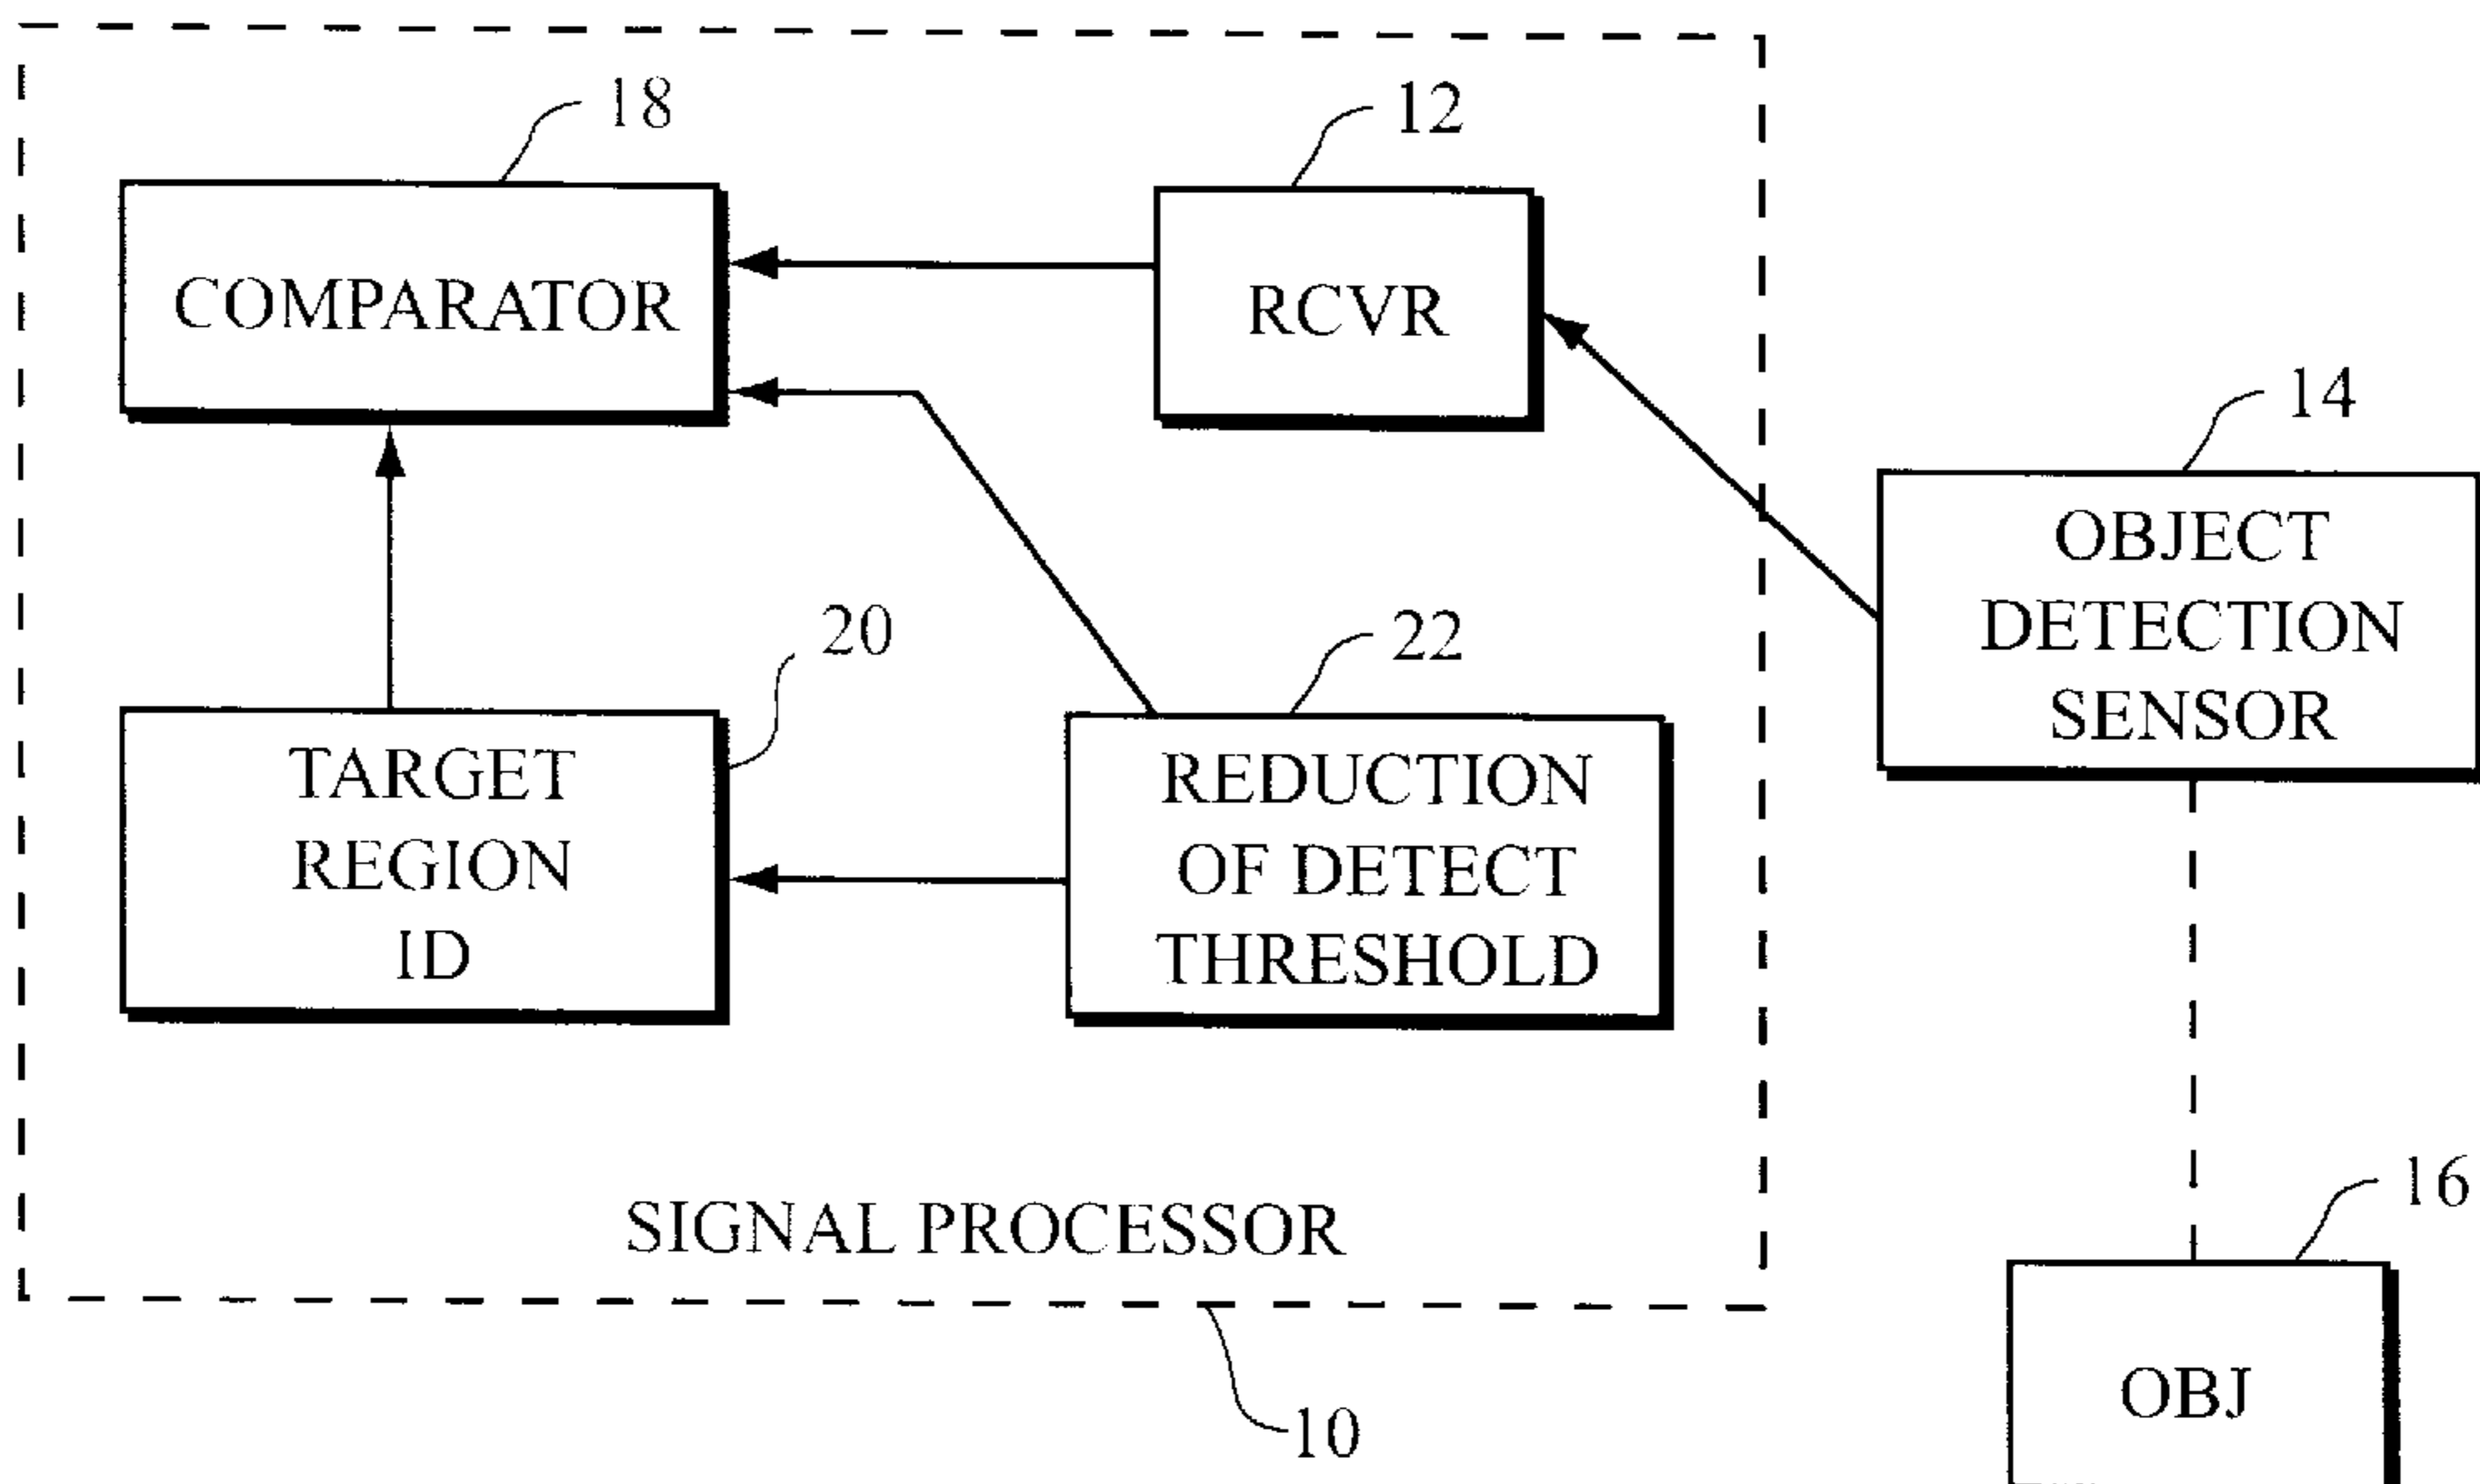 18
12
COMPARATOR
RCVR
14
OBJECT
DETECTION
SENSOR
20
22
TARGET
REGION
ID
REDUCTION
OF DETECT
THRESHOLD
SIGNAL PROCESSOR
16
10
OBJ